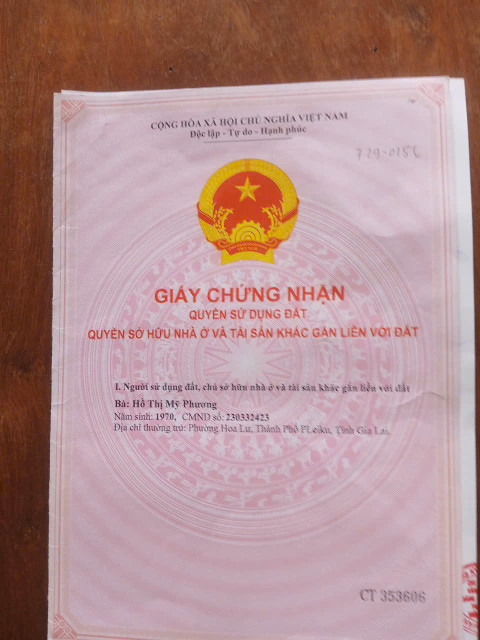 CỘNG HÒA XÃ HỘI CHỦ NGHĨA VIỆT NAM
Độc lập - Tự do - Hạnh phúc
729-0156
GIẤY CHỨNG NHẬN
QUYỀN SỬ DỤNG ĐẤT
QUYỀN SỞ HỮU NHÀ Ở VÀ TÀI SẢN KHÁC GẮN LIỀN VỚI ĐẤT
I. Người sử dụng đất, chủ sở hữu nhà ở và tài sản khác gắn liền với đất
Bà: Hồ Thị Mỹ Phương
Năm sinh: 1970, CMND số: 230332423
Địa chỉ thường trú: Phường Hoa Lư, Thành Phố PLeiku, Tỉnh Gia Lai.
CT 353606